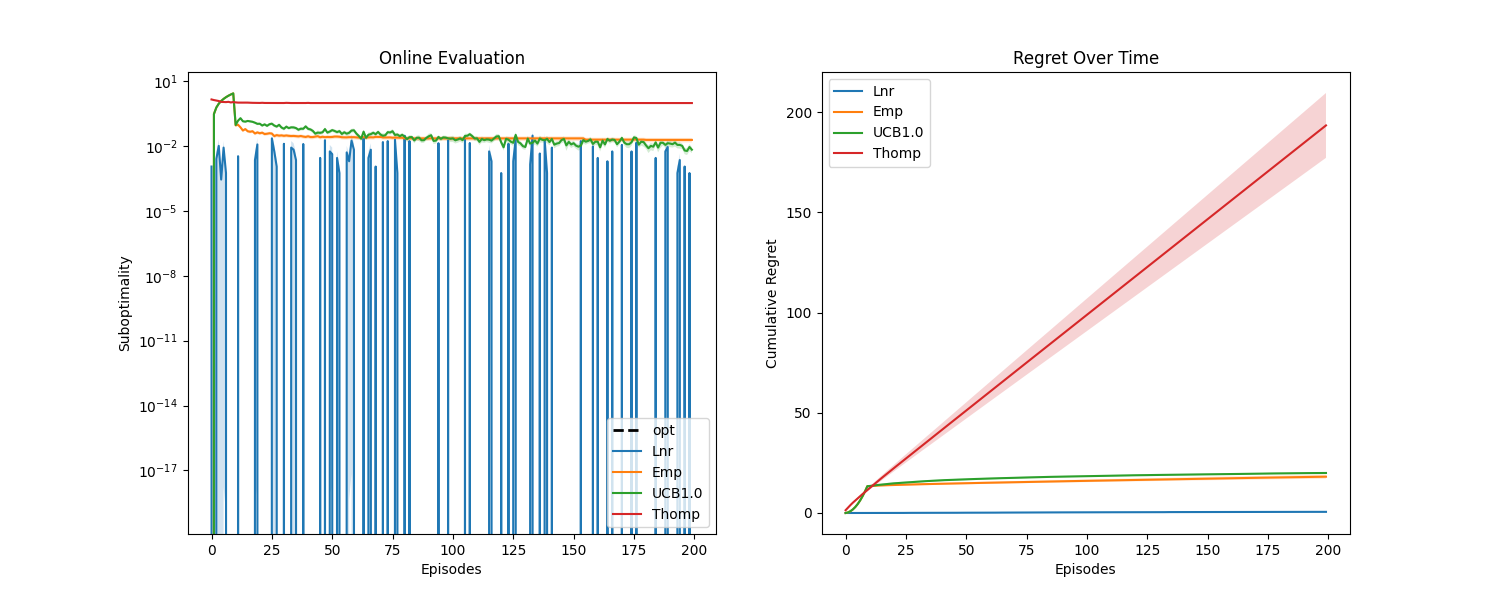 Online Evaluation
10^1
10^-2
10^-5
10^-8
10^-11
10^-14
10^-17
Suboptimality
opt
Lnr
Emp
UCB1.0
Thomp
0 25 50 75 100 125 150 175 200
Episodes
Regret Over Time
Lnr
Emp
UCB1.0
Thomp
200
150
100
50
0
Cumulative Regret
0 25 50 75 100 125 150 175 200
Episodes